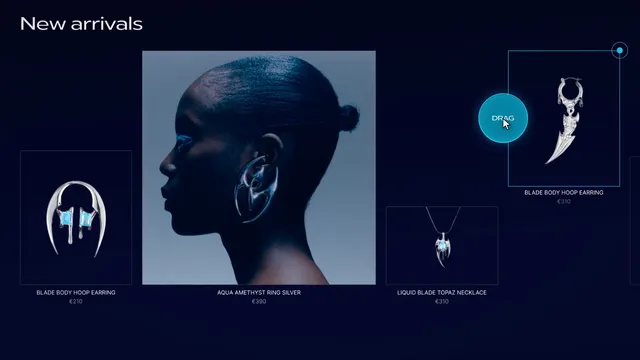 New arrivals
DRAG
BLADE BODY HOOP EARRING
€310
BLADE BODY HOOP EARRING
€210
AQUA AMETHYST RING SILVER
€390
LIQUID BLADE TOPAZ NECKLACE
€310